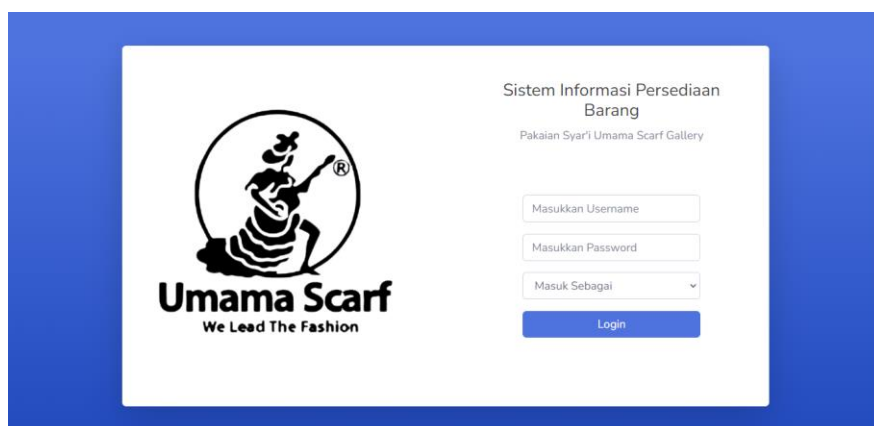 ®
Umama Scarf
We Lead The Fashion
Sistem Informasi Persediaan
Barang
Pakaian Syar'i Umama Scarf Gallery
Masukkan Username
Masukkan Password
Masuk Sebagai
Login